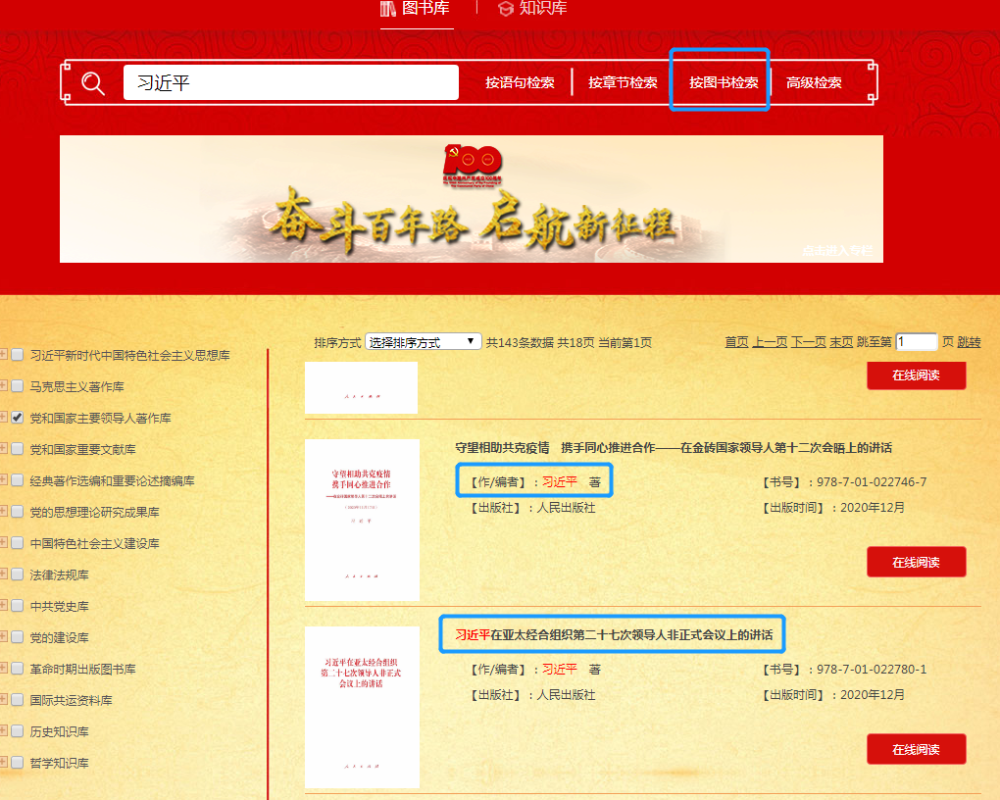 图书库 知识库
习近平 按语句检索 按章节检索 按图书检索 高级检索
100
奋斗百年路 启航新征程
点击进入专栏
排序方式 选择排序方式 共143条数据 共18页 当前第1页 首页 上一页 下一页 末页 跳至第 1 页 跳转
习近平新时代中国特色社会主义思想库
马克思主义著作库
党和国家主要领导人著作库
党和国家重要文献库
经典著作选编和重要论述摘编库
党的思想理论研究成果库
中国特色社会主义建设库
法律法规库
中共党史库
党的建设库
革命时期出版图书库
国际共运资料库
历史知识库
哲学知识库
人民出版社
在线阅读
守望相助共克疫情
携手同心推进合作
——在金砖国家领导人第十二次会晤上的讲话
习近平
人民出版社
守望相助共克疫情 携手同心推进合作——在金砖国家领导人第十二次会晤上的讲话
【作/编者】:习近平 著 【书号】:978-7-01-022746-7
【出版社】:人民出版社 【出版时间】:2020年12月
在线阅读
习近平在亚太经合组织
第二十七次领导人非正式
会议上的讲话
人民出版社
习近平在亚太经合组织第二十七次领导人非正式会议上的讲话
【作/编者】:习近平 著 【书号】:978-7-01-022780-1
【出版社】:人民出版社 【出版时间】:2020年12月
在线阅读